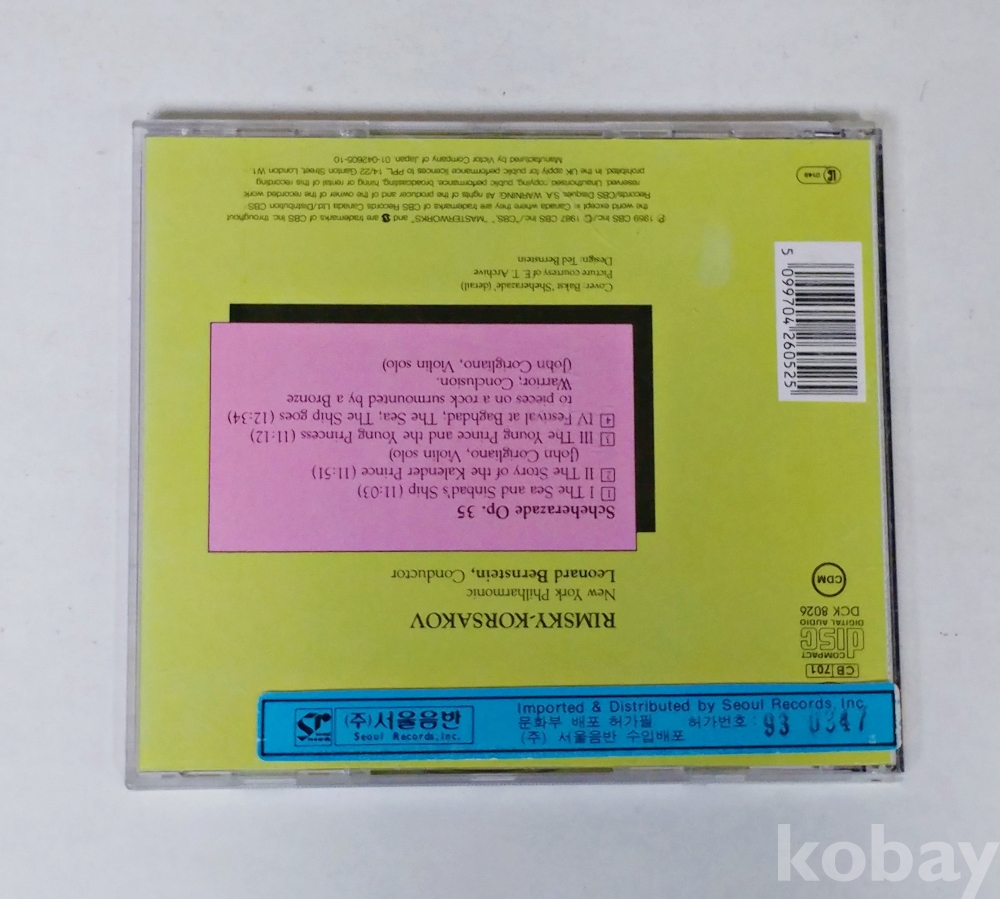 RIMSKY-KORSAKOV
New York Philharmonic
Leonard Bernstein, Conductor
Scheherazade Op. 35
1 I The Sea and Sinbad's Ship (11:03)
2 II The Story of the Kalender Prince (11:51)
(John Corigliano, Violin solo)
3 III The Young Prince and the Young Princess (11:12)
4 IV Festival at Baghdad, The Sea; The Ship goes (12:34)
to pieces on a rock surmounted by a Bronze
Warrior; Conclusion.
(John Corigliano, Violin solo)
Cover: Bakst 'Sheherazade' (detail)
Picture courtesy of E. T. Archive
Design: Ted Bernstein
℗ 1959 CBS Inc/© 1987 CBS Inc./"CBS", "MASTERWORKS" and are trademarks of CBS Inc throughout
the world except in Canada where they are trademarks of CBS Records Canada Ltd./Distribution CBS
Records/CBS Disques, S.A. WARNING: All rights of the producer and of the owner of the recorded work
reserved. Unauthorised copying, public performance, broadcasting, hiring or rental of this recording
prohibited. In the UK apply for public performance licences to PPL, 14/22 Ganton Street, London W1
Manufactured by Victor Company of Japan. 01-042605-10
CB 701
COMPACT
disc
DIGITAL AUDIO
DCK 8026
CDM
5 099704 260525
LC 0149
(주)서울음반
Seoul Records, Inc.
Imported & Distributed by Seoul Records, Inc.
문화부 배포 허가필 허가번호: 93 0347
(주) 서울음반 수입배포
kobay